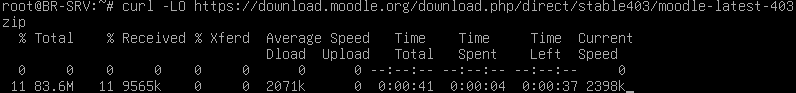 root@BR-SRV:~# curl -LO https://download.moodle.org/download.php/direct/stable403/moodle-latest-403
zip
% Total % Received % Xferd Average Speed Time Time Time Current
Dload Upload Total Spent Left Speed
0 0 0 0 0 0 0 0 --:--:-- --:--:-- --:--:-- 0
11 83.6M 11 9565k 0 0 2071k 0 0:00:41 0:00:04 0:00:37 2398k